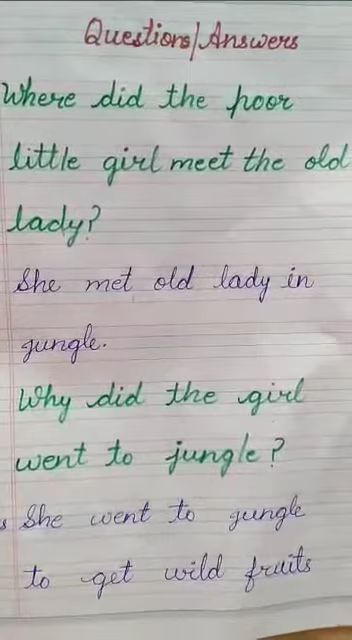 Questions/Answers
Where did the poor
little girl meet the old
lady?
She met old lady in
jungle.
Why did the girl
went to jungle?
She went to jungle
to get wild fruits